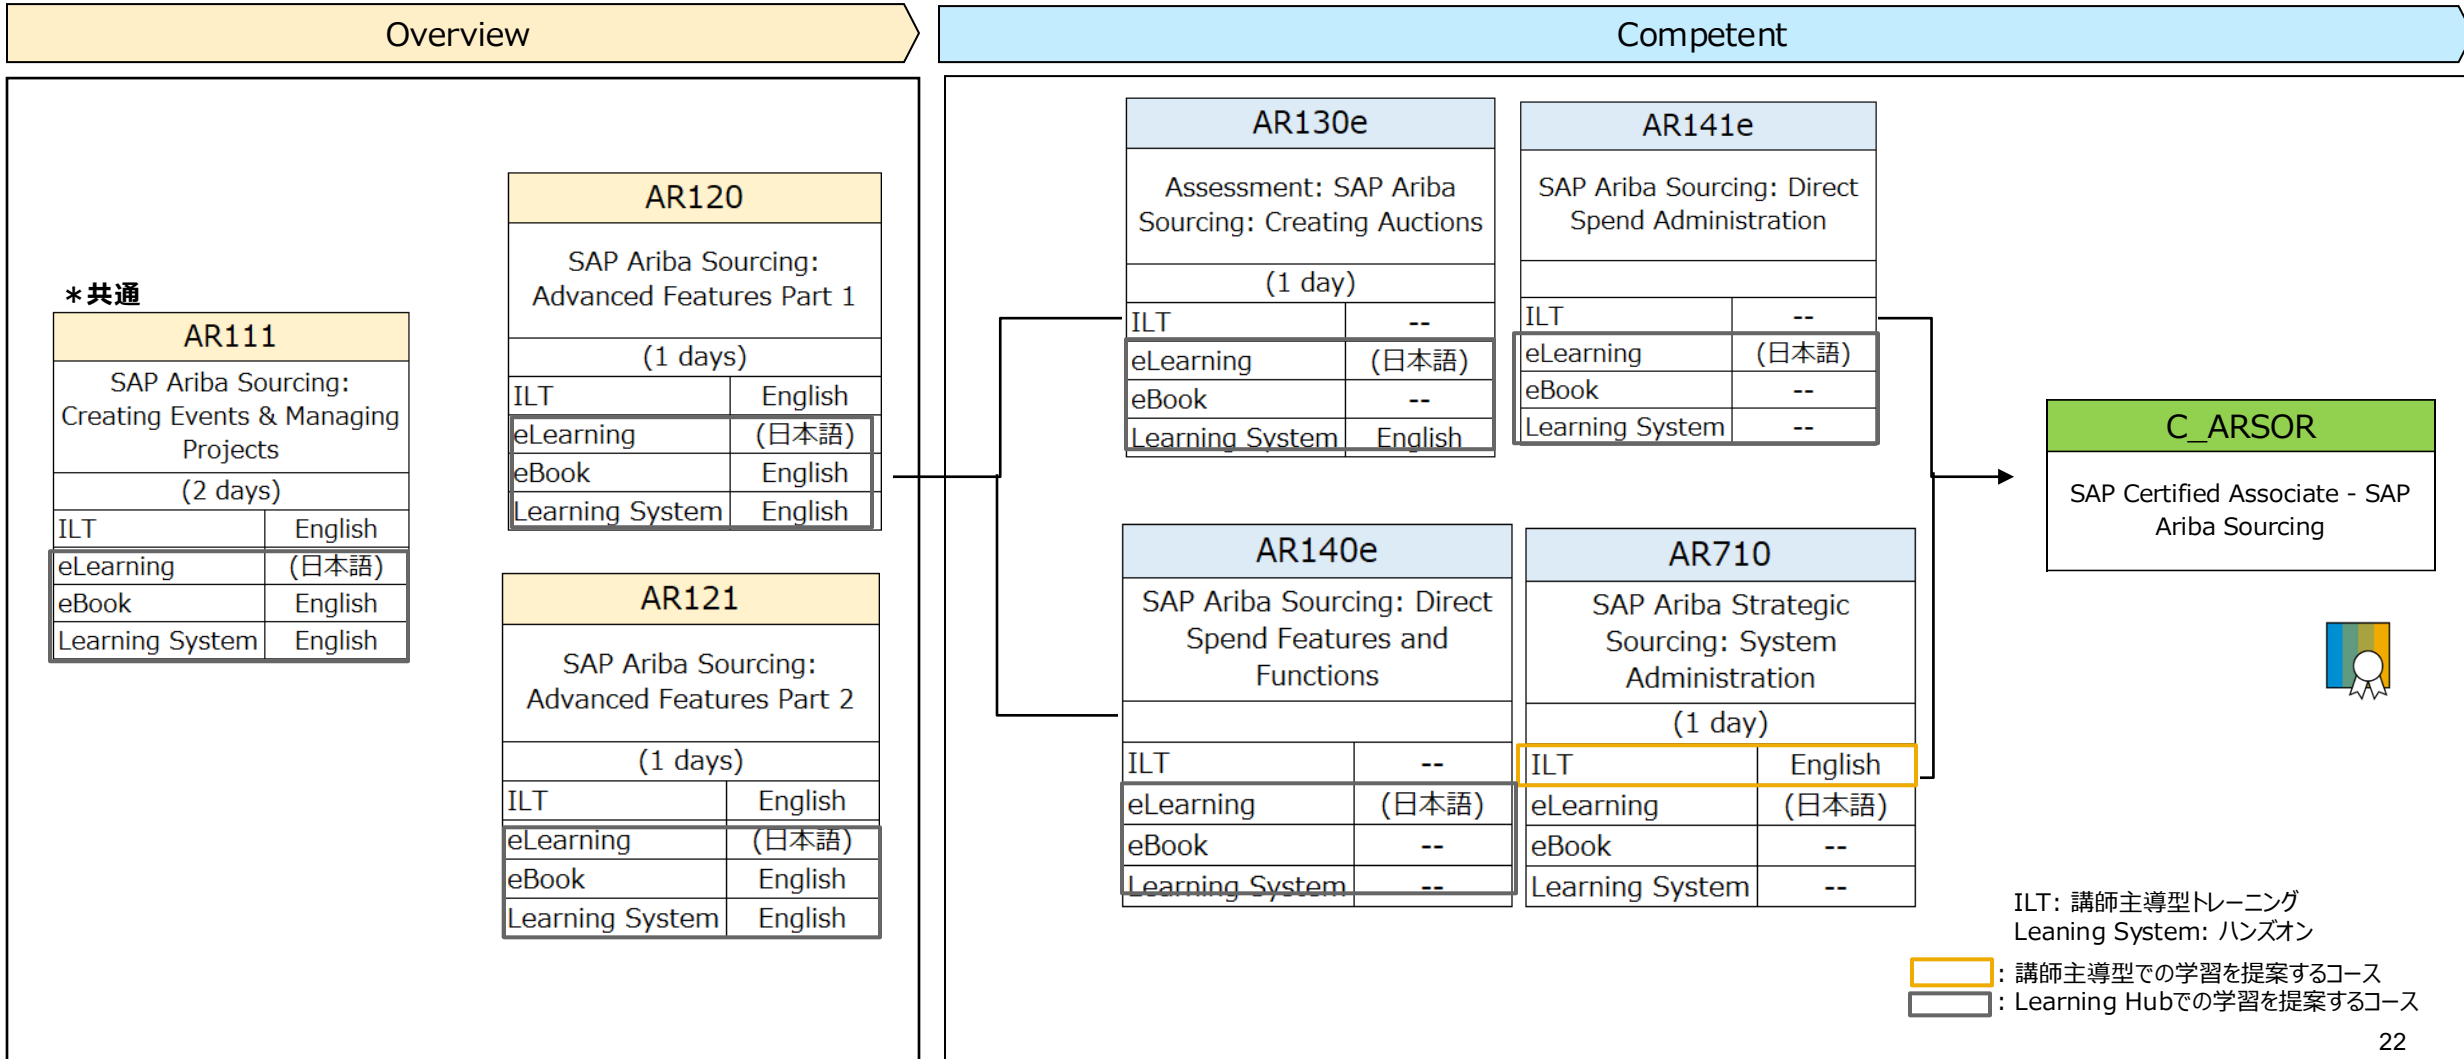 Overview
Competent
*共通
AR111
SAP Ariba Sourcing:
Creating Events & Managing
Projects
(2 days)
ILT English
eLearning (日本語)
eBook English
Learning System English
AR120
SAP Ariba Sourcing:
Advanced Features Part 1
(1 days)
ILT English
eLearning (日本語)
eBook English
Learning System English
AR121
SAP Ariba Sourcing:
Advanced Features Part 2
(1 days)
ILT English
eLearning (日本語)
eBook English
Learning System English
AR130e
Assessment: SAP Ariba
Sourcing: Creating Auctions
(1 day)
ILT --
eLearning (日本語)
eBook --
Learning System English
AR141e
SAP Ariba Sourcing: Direct
Spend Administration
ILT --
eLearning (日本語)
eBook --
Learning System --
AR140e
SAP Ariba Sourcing: Direct
Spend Features and
Functions
ILT --
eLearning (日本語)
eBook --
Learning System --
AR710
SAP Ariba Strategic
Sourcing: System
Administration
(1 day)
ILT English
eLearning (日本語)
eBook --
Learning System --
C_ARSOR
SAP Certified Associate - SAP
Ariba Sourcing
ILT: 講師主導型トレーニング
Leaning System: ハンズオン
: 講師主導型での学習を提案するコース
: Learning Hubでの学習を提案するコース
22